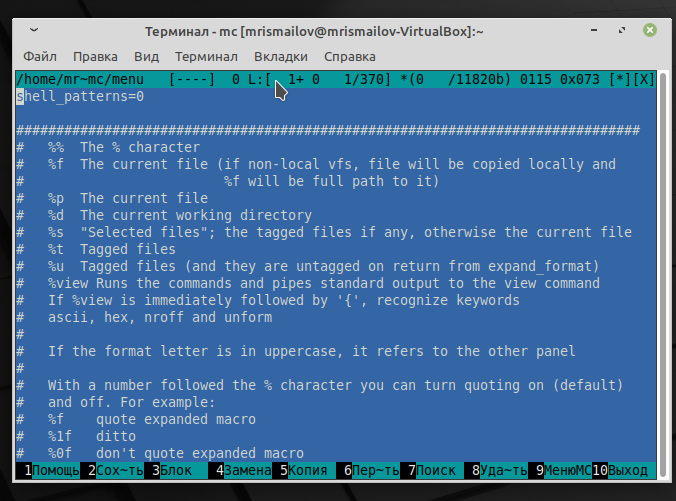 Терминал - mc [mrismailov@mrismailov-VirtualBox]:~
Файл Правка Вид Терминал Вкладки Справка
/home/mr~mc/menu [----] 0 L:[ 1+ 0 1/370] *(0 /11820b) 0115 0x073 [*][X]
shell_patterns=0
##############################################################################
# %% The % character
# %f The current file (if non-local vfs, file will be copied locally and
# %f will be full path to it)
# %p The current file
# %d The current working directory
# %s "Selected files"; the tagged files if any, otherwise the current file
# %t Tagged files
# %u Tagged files (and they are untagged on return from expand_format)
# %view Runs the commands and pipes standard output to the view command
# If %view is immediately followed by '{', recognize keywords
# ascii, hex, nroff and unform
#
# If the format letter is in uppercase, it refers to the other panel
#
# With a number followed the % character you can turn quoting on (default)
# and off. For example:
# %f quote expanded macro
# %1f ditto
# %0f don't quote expanded macro
1Помощь 2Сох~ть 3Блок 4Замена 5Копия 6Пер~ть 7Поиск 8Уда~ть 9МенюMC 10Выход